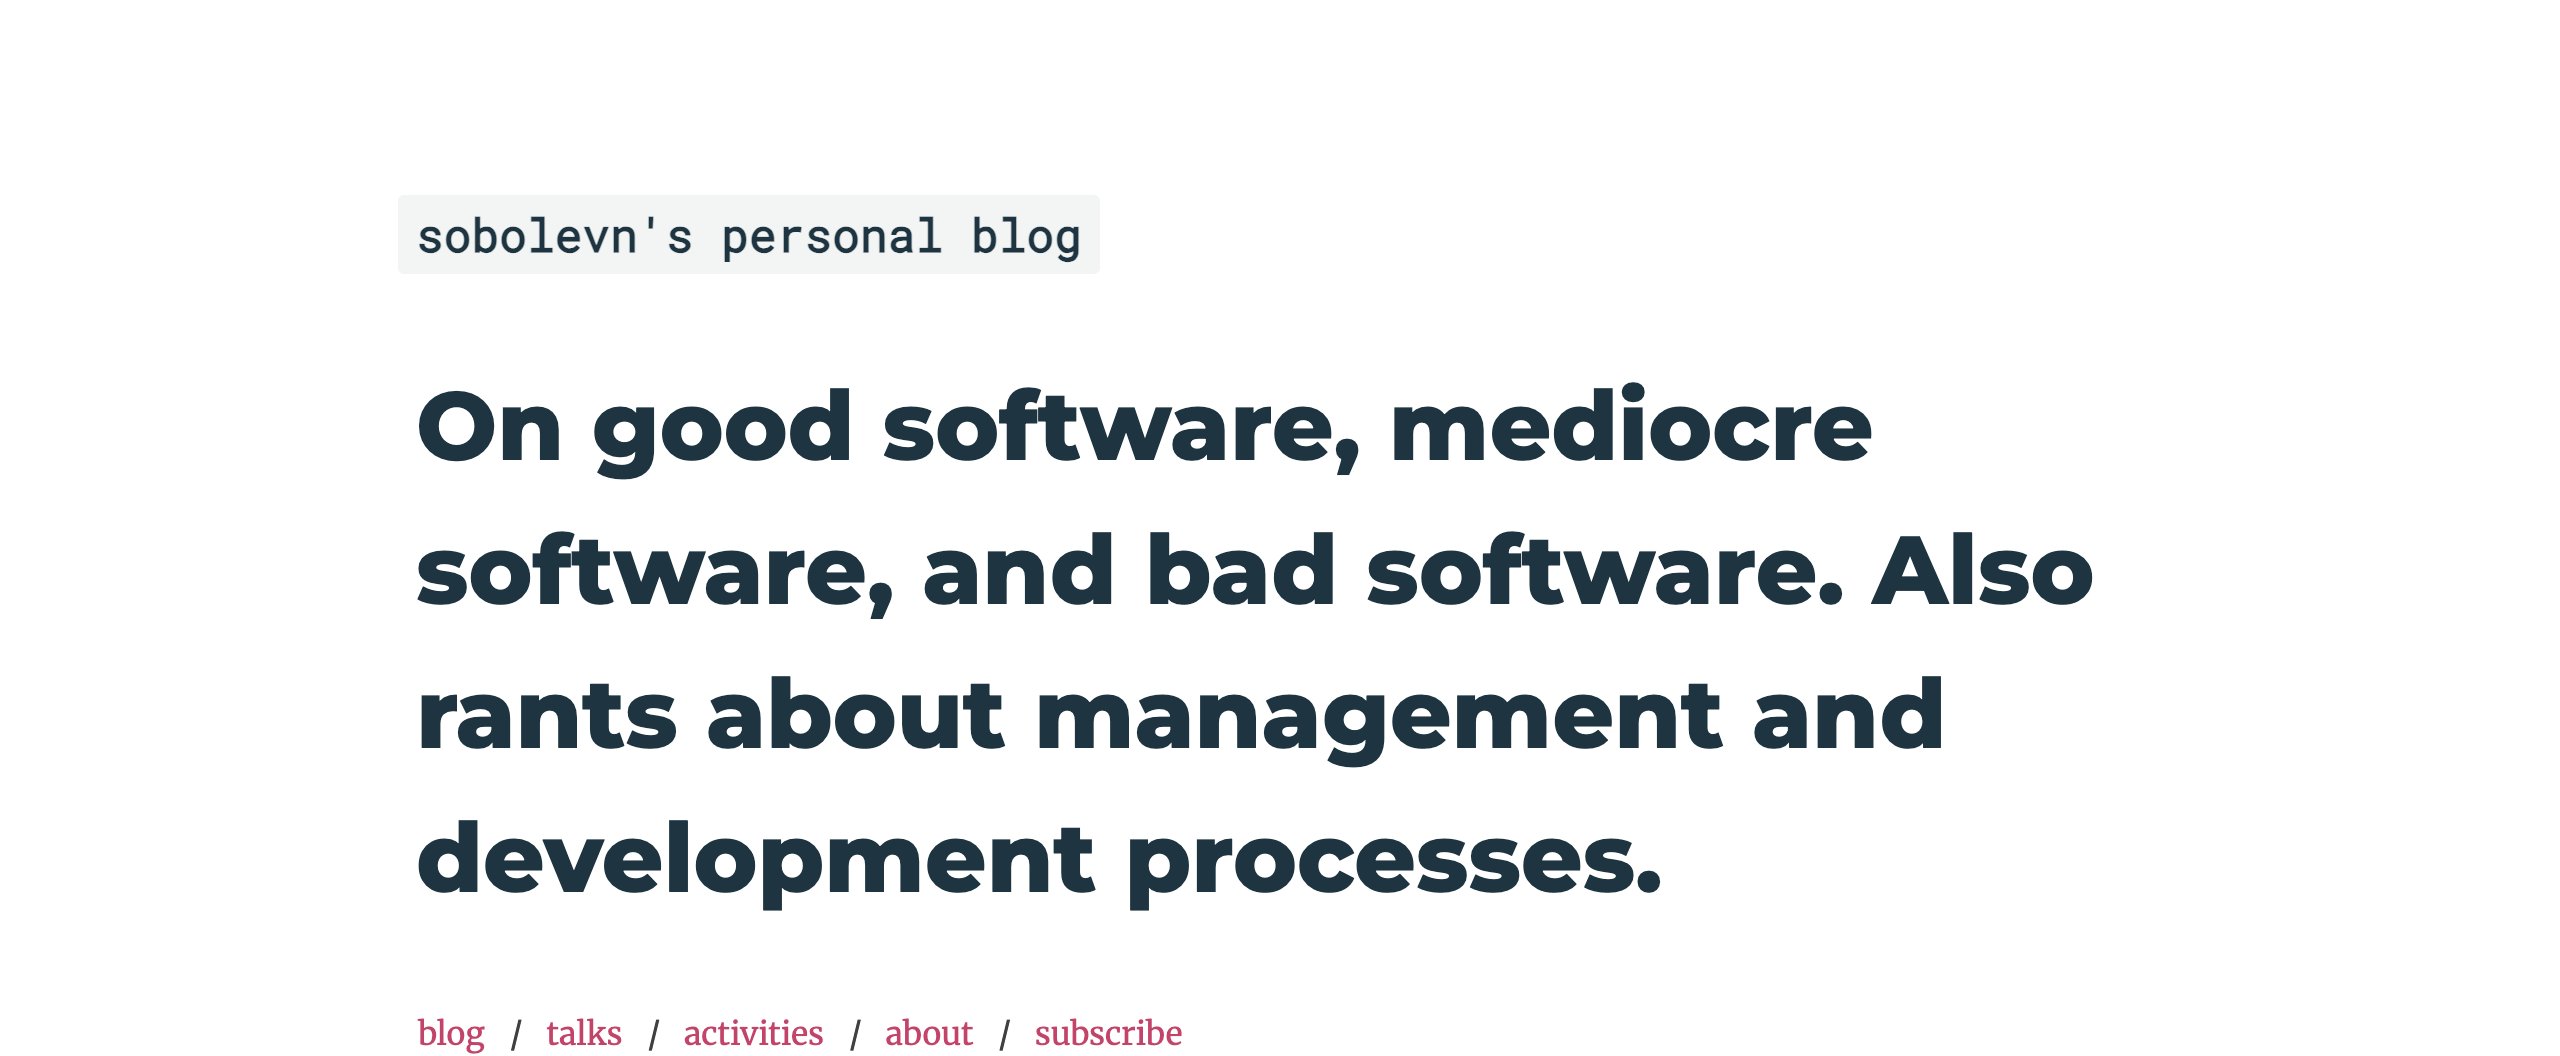 sobolevn's personal blog
On good software, mediocre
software, and bad software. Also
rants about management and
development processes.
blog / talks / activities / about / subscribe